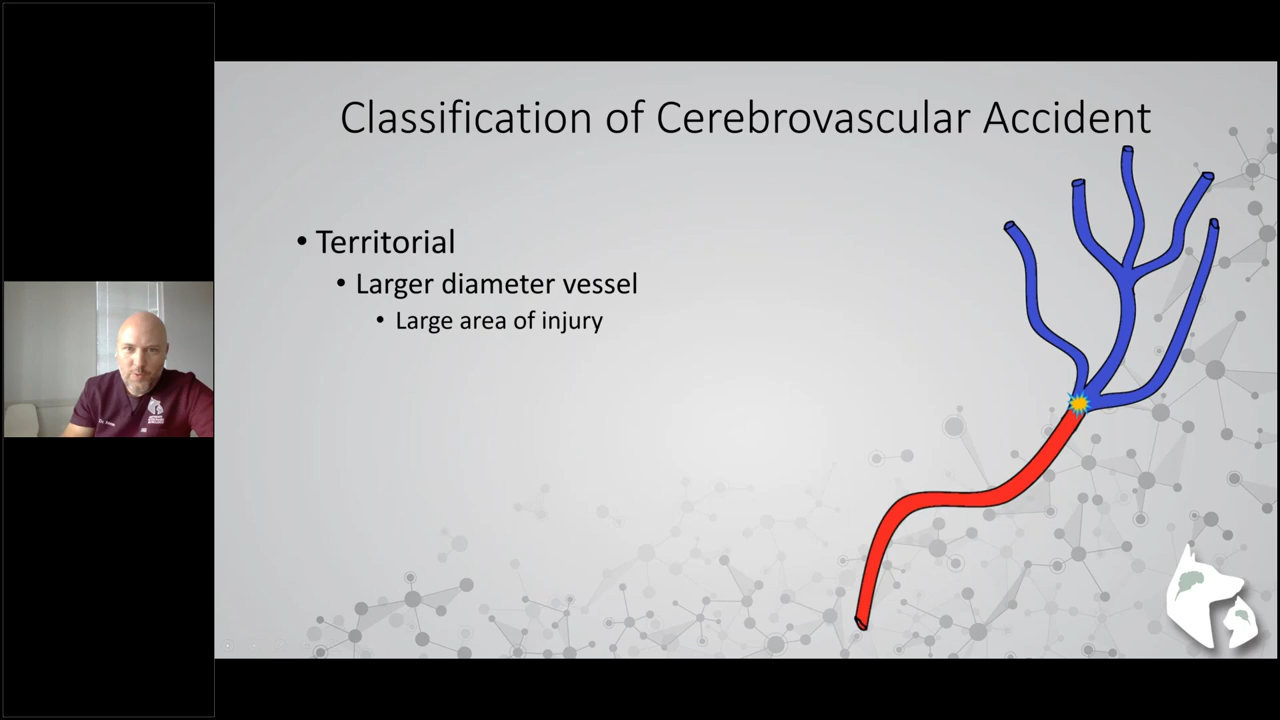 Classification of Cerebrovascular Accident
• Territorial
• Larger diameter vessel
• Large area of injury